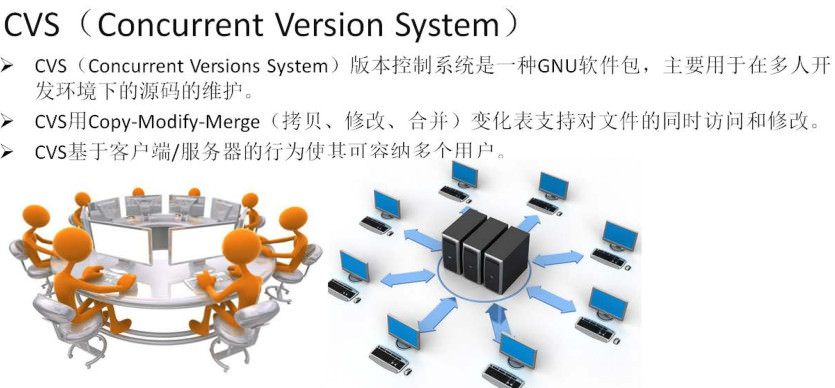 CVS（Concurrent Version System）
CVS（Concurrent Versions System）版本控制系统是一种GNU软件包，主要用于在多人开
发环境下的源码的维护。
CVS用Copy-Modify-Merge（拷贝、修改、合并）变化表支持对文件的同时访问和修改。
CVS基于客户端/服务器的行为使其可容纳多个用户。